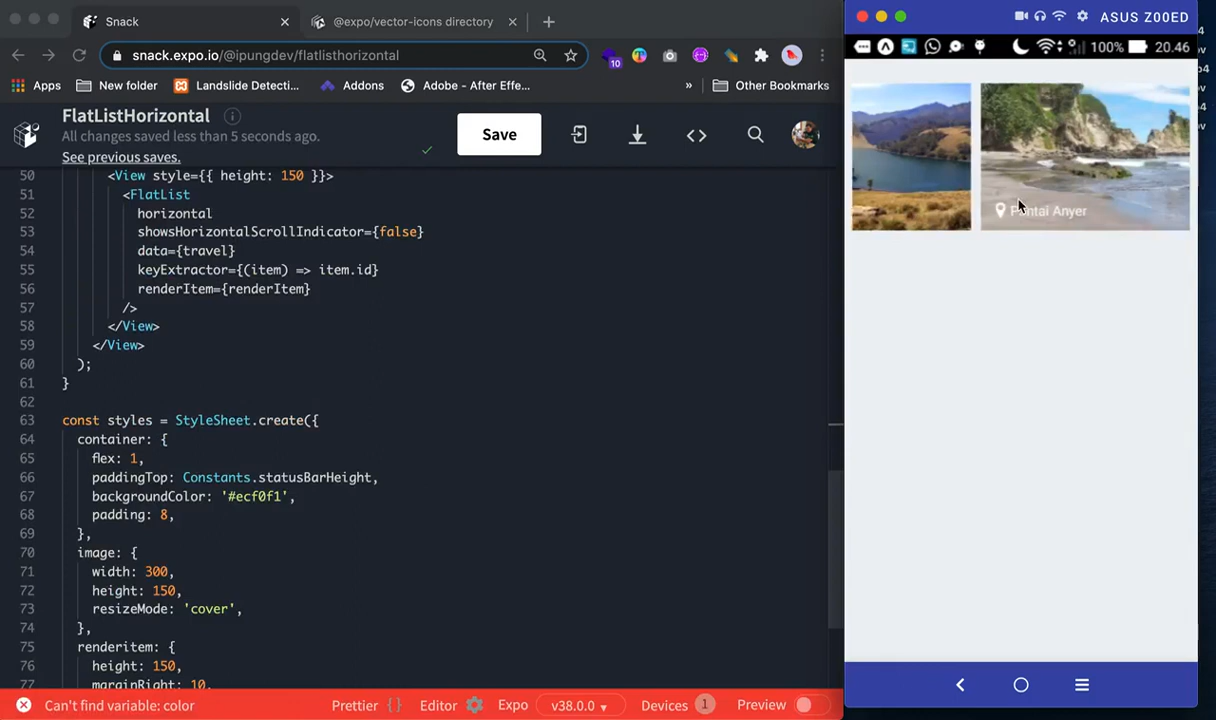 Snack
@expo/vector-icons directory
ASUS Z00ED
snack.expo.io/@ipungdev/flatlisthorizontal
10
100% 20.46
Apps New folder Landslide Detecti... Addons Adobe - After Effe... » Other Bookmarks
FlatListHorizontal
All changes saved less than 5 seconds ago.
See previous saves.
Save
50 <View style={{ height: 150 }}>
51 <FlatList
52 horizontal
53 showsHorizontalScrollIndicator={false}
54 data={travel}
55 keyExtractor={(item) => item.id}
56 renderItem={renderItem}
57 />
58 </View>
59 </View>
60 );
61 }
62
63 const styles = StyleSheet.create({
64 container: {
65 flex: 1,
66 paddingTop: Constants.statusBarHeight,
67 backgroundColor: '#ecf0f1',
68 padding: 8,
69 },
70 image: {
71 width: 300,
72 height: 150,
73 resizeMode: 'cover',
74 },
75 renderitem: {
76 height: 150,
77 marginRight: 10,
Pantai Anyer
Can't find variable: color
Prettier {} Editor Expo v38.0.0 Devices 1 Preview